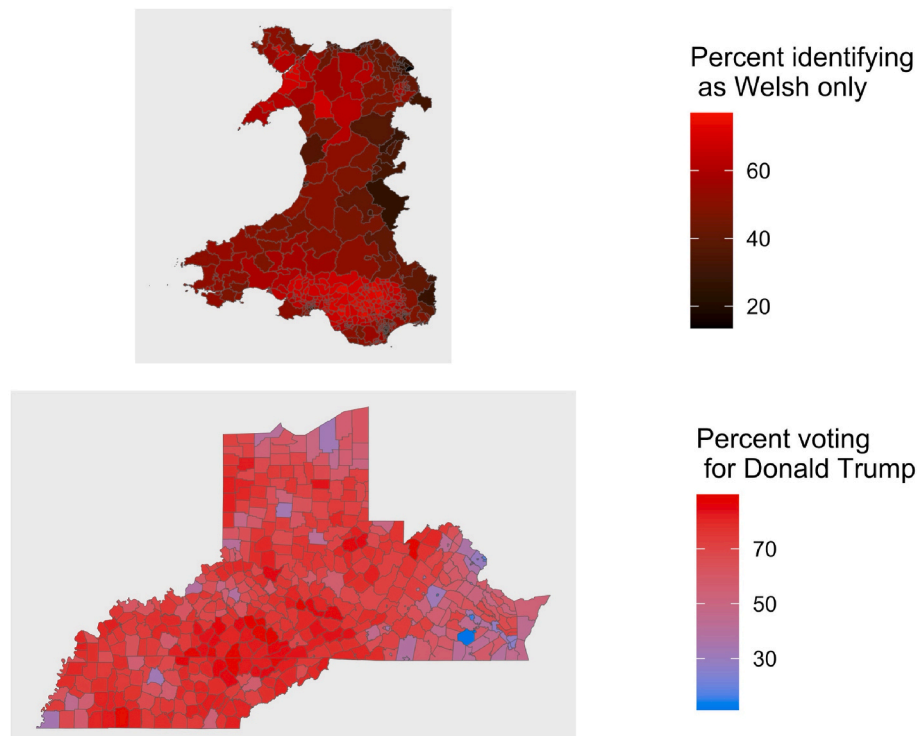 Percent identifying
as Welsh only
60
40
20
Percent voting
for Donald Trump
70
50
30